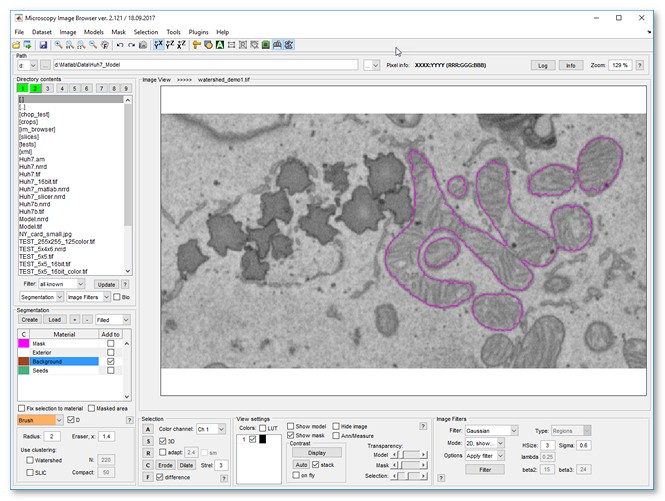 Microscopy Image Browser ver. 2.121 / 18.09.2017
File Dataset Image Models Mask Selection Tools Plugins Help
Path
d: ... d:\Matlab\Data\Huh7_Model ... Pixel info: XXXX:YYYY (RRR:GGG:BBB) Log Info Zoom: 129 % ?
Directory contents
1 2 3 4 5 6 7 8 9
[.]
[..]
[chop_test]
[crops]
[im_browser]
[slices]
[tests]
[xml]
Huh7.am
Huh7.nrrd
Huh7.tif
Huh7_16bit.tif
Huh7_matlab.nrrd
Huh7_slicer.nrrd
Huh7b.nrrd
Huh7b.tif
Model.nrrd
Model.tif
NY_card_small.jpg
TEST_255x255_125color.tif
TEST_5x4x6.nrrd
TEST_5x5.tif
TEST_5x5_16bit.tif
TEST_5x5_16bit_color.tif
Filter: all known Update ?
Segmentation Image Filters Bio
Image View >>>>> watershed_demo1.tif
Segmentation
Create Load + - Filled
C Material Add to
Mask
Exterior
Background
Seeds
Fix selection to material Masked area
Brush D ?
Radius: 2 Eraser, x: 1.4
Use clustering:
Watershed N: 220
SLIC Compact: 50
Selection
A Color channel: Ch 1
S 3D
R adapt: 2.4 sm
C Erode Dilate Strel: 3
F difference ?
View settings
Colors: LUT
1
Show model Hide image ?
Show mask Ann/Measure
Contrast
Display
Auto stack
on fly
Transparency:
Model
Mask
Selection:
Image Filters
Filter: Gaussian Type: Regions
Mode: 2D, show... HSize: 3 Sigma: 0.6
Options Apply filter lambda 0.25
Filter beta2: 15 beta3: 24
?